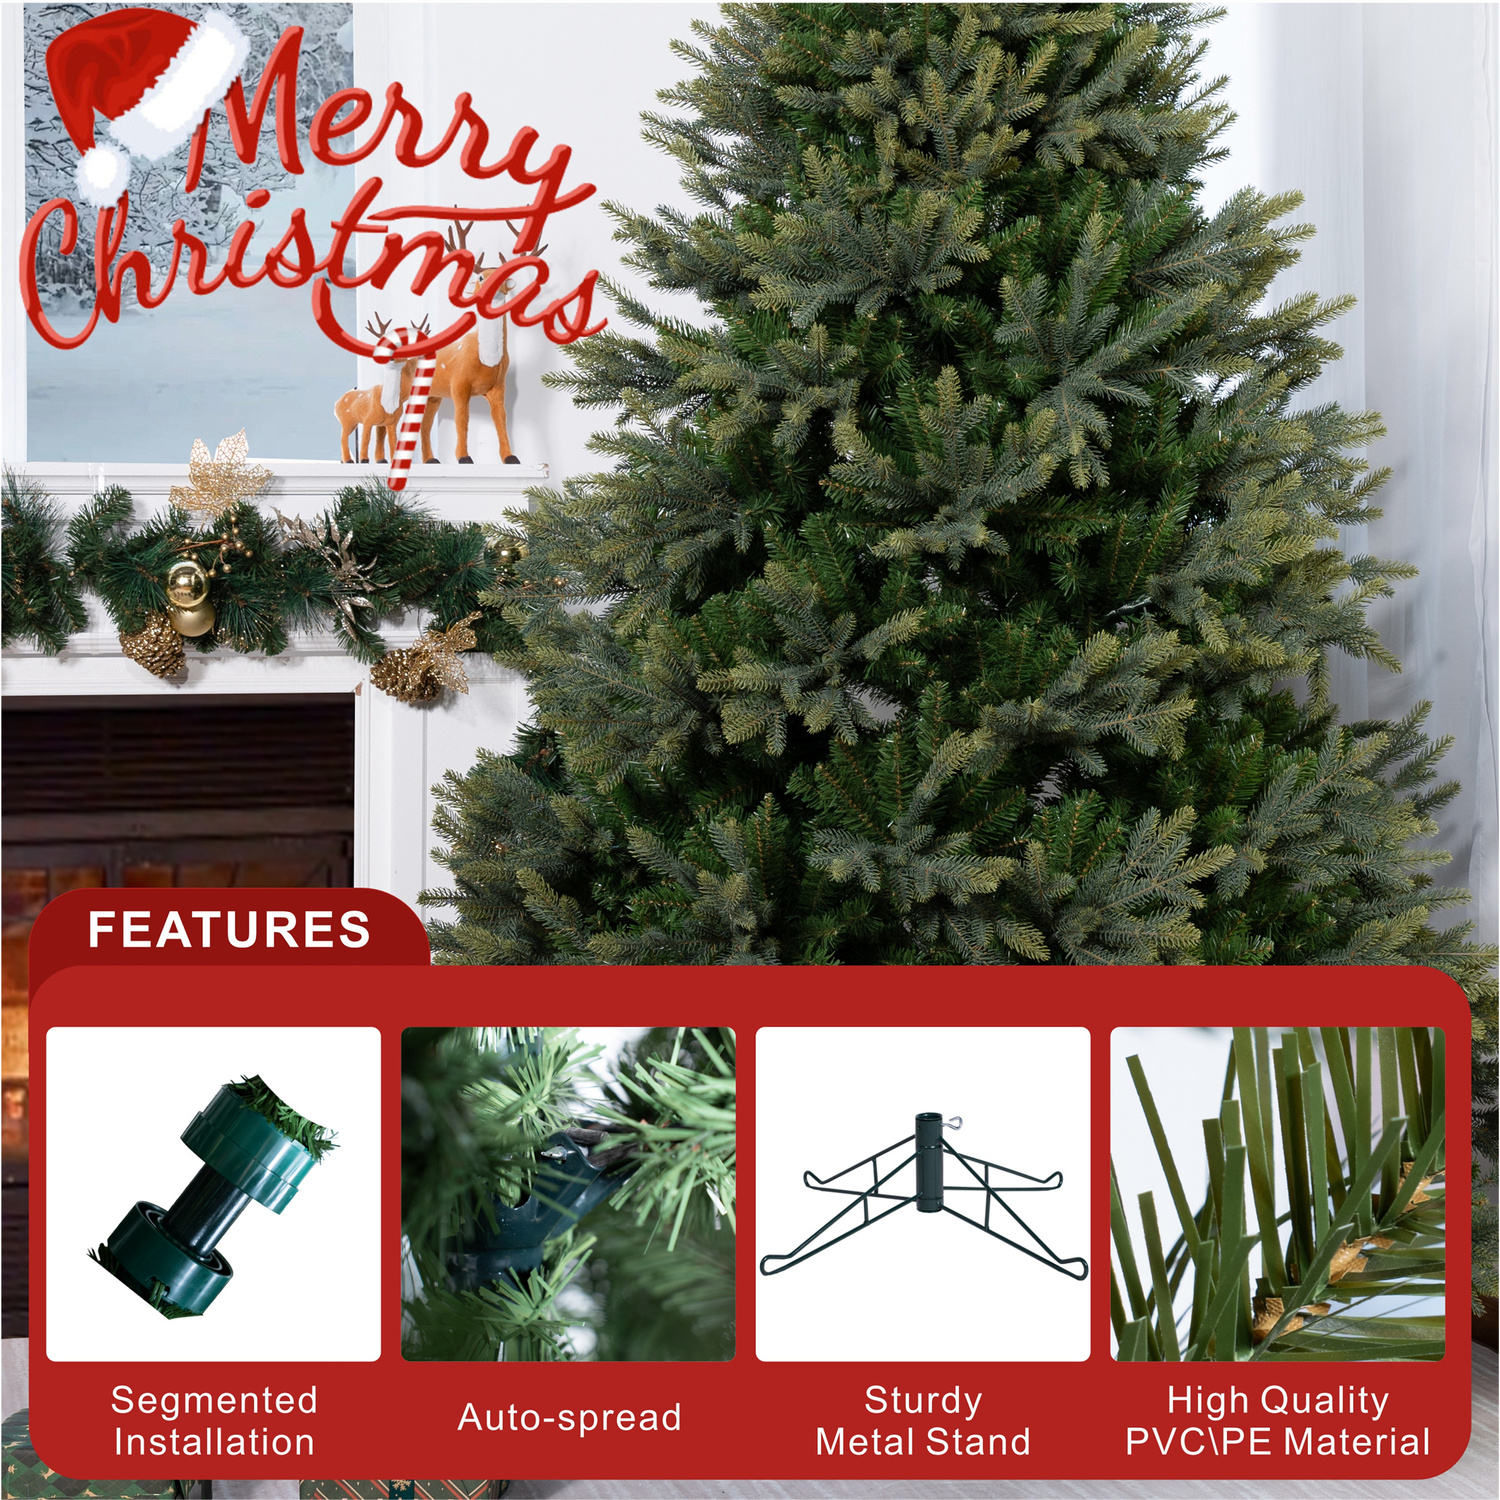 Merry
Christmas
FEATURES
Segmented
Installation
Auto-spread
Sturdy
Metal Stand
High Quality
PVC\PE Material